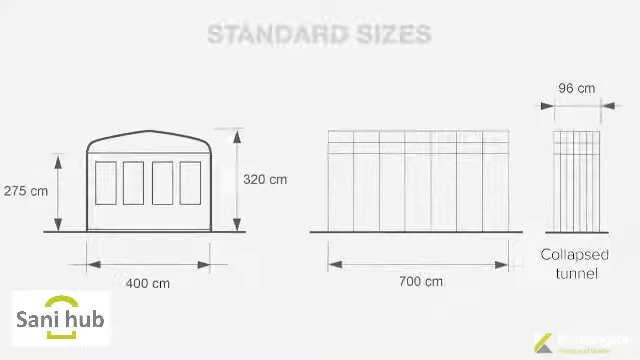 STANDARD SIZES
96 cm
275 cm
320 cm
400 cm
700 cm
Collapsed
tunnel
Sani hub